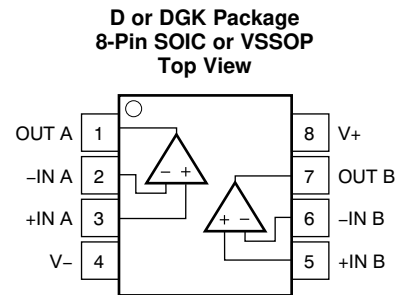 D or DGK Package
8-Pin SOIC or VSSOP
Top View
OUT A 1 8 V+
–IN A 2 7 OUT B
– +
+IN A 3 6 –IN B
+ –
V– 4 5 +IN B